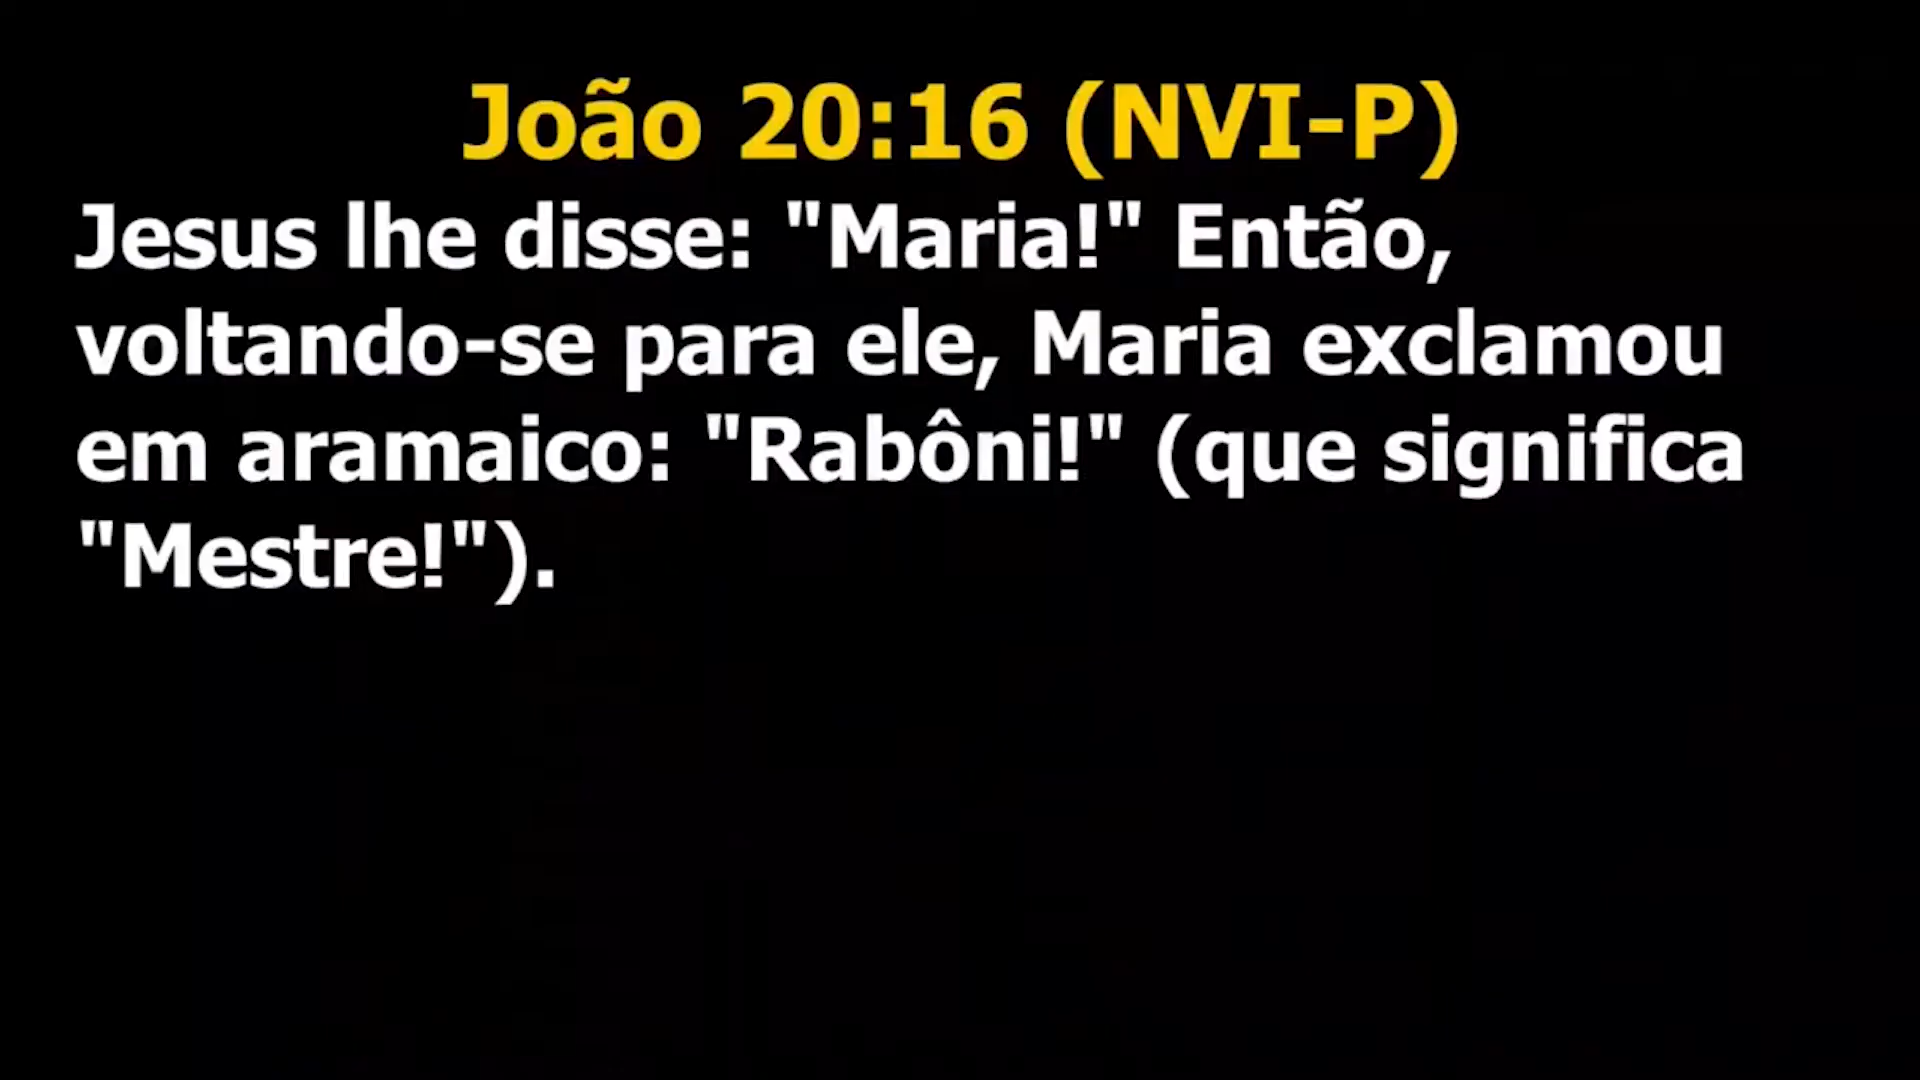 João 20:16 (NVI-P)
Jesus lhe disse: "Maria!" Então,
voltando-se para ele, Maria exclamou
em aramaico: "Rabôni!" (que significa
"Mestre!").